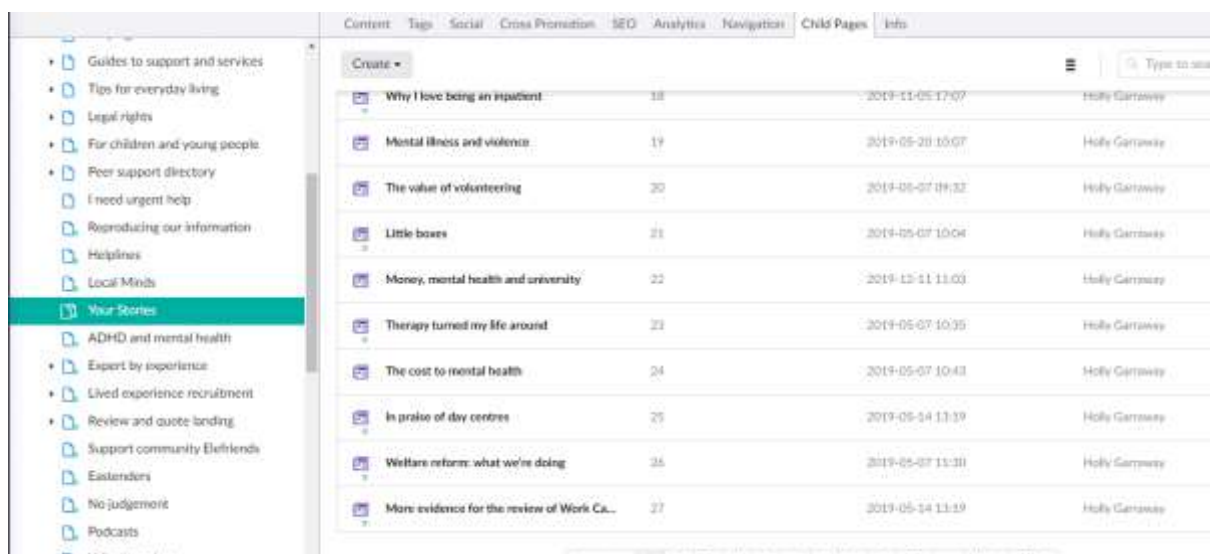 Content Tags Social Cross Promotion SEO Analytics Navigation Child Pages Info
Guides to support and services
Tips for everyday living
Legal rights
For children and young people
Peer support directory
I need urgent help
Reproducing our information
Helplines
Local Minds
Your Stories
ADHD and mental health
Expert by experience
Lived experience recruitment
Review and quote landing
Support community Elefriends
Eastenders
No judgement
Podcasts
Create
Type to sea
Why I love being an inpatient 18 2019-11-05 17:07 Holly Garraway
Mental illness and violence 19 2019-05-20 10:07 Holly Garraway
The value of volunteering 20 2019-05-07 09:32 Holly Garraway
Little boxes 21 2019-05-07 10:04 Holly Garraway
Money, mental health and university 22 2019-12-11 11:03 Holly Garraway
Therapy turned my life around 23 2019-05-07 10:35 Holly Garraway
The cost to mental health 24 2019-05-07 10:43 Holly Garraway
In praise of day centres 25 2019-05-14 13:19 Holly Garraway
Welfare reform: what we're doing 26 2019-05-07 11:30 Holly Garraway
More evidence for the review of Work Ca... 27 2019-05-14 13:19 Holly Garraway